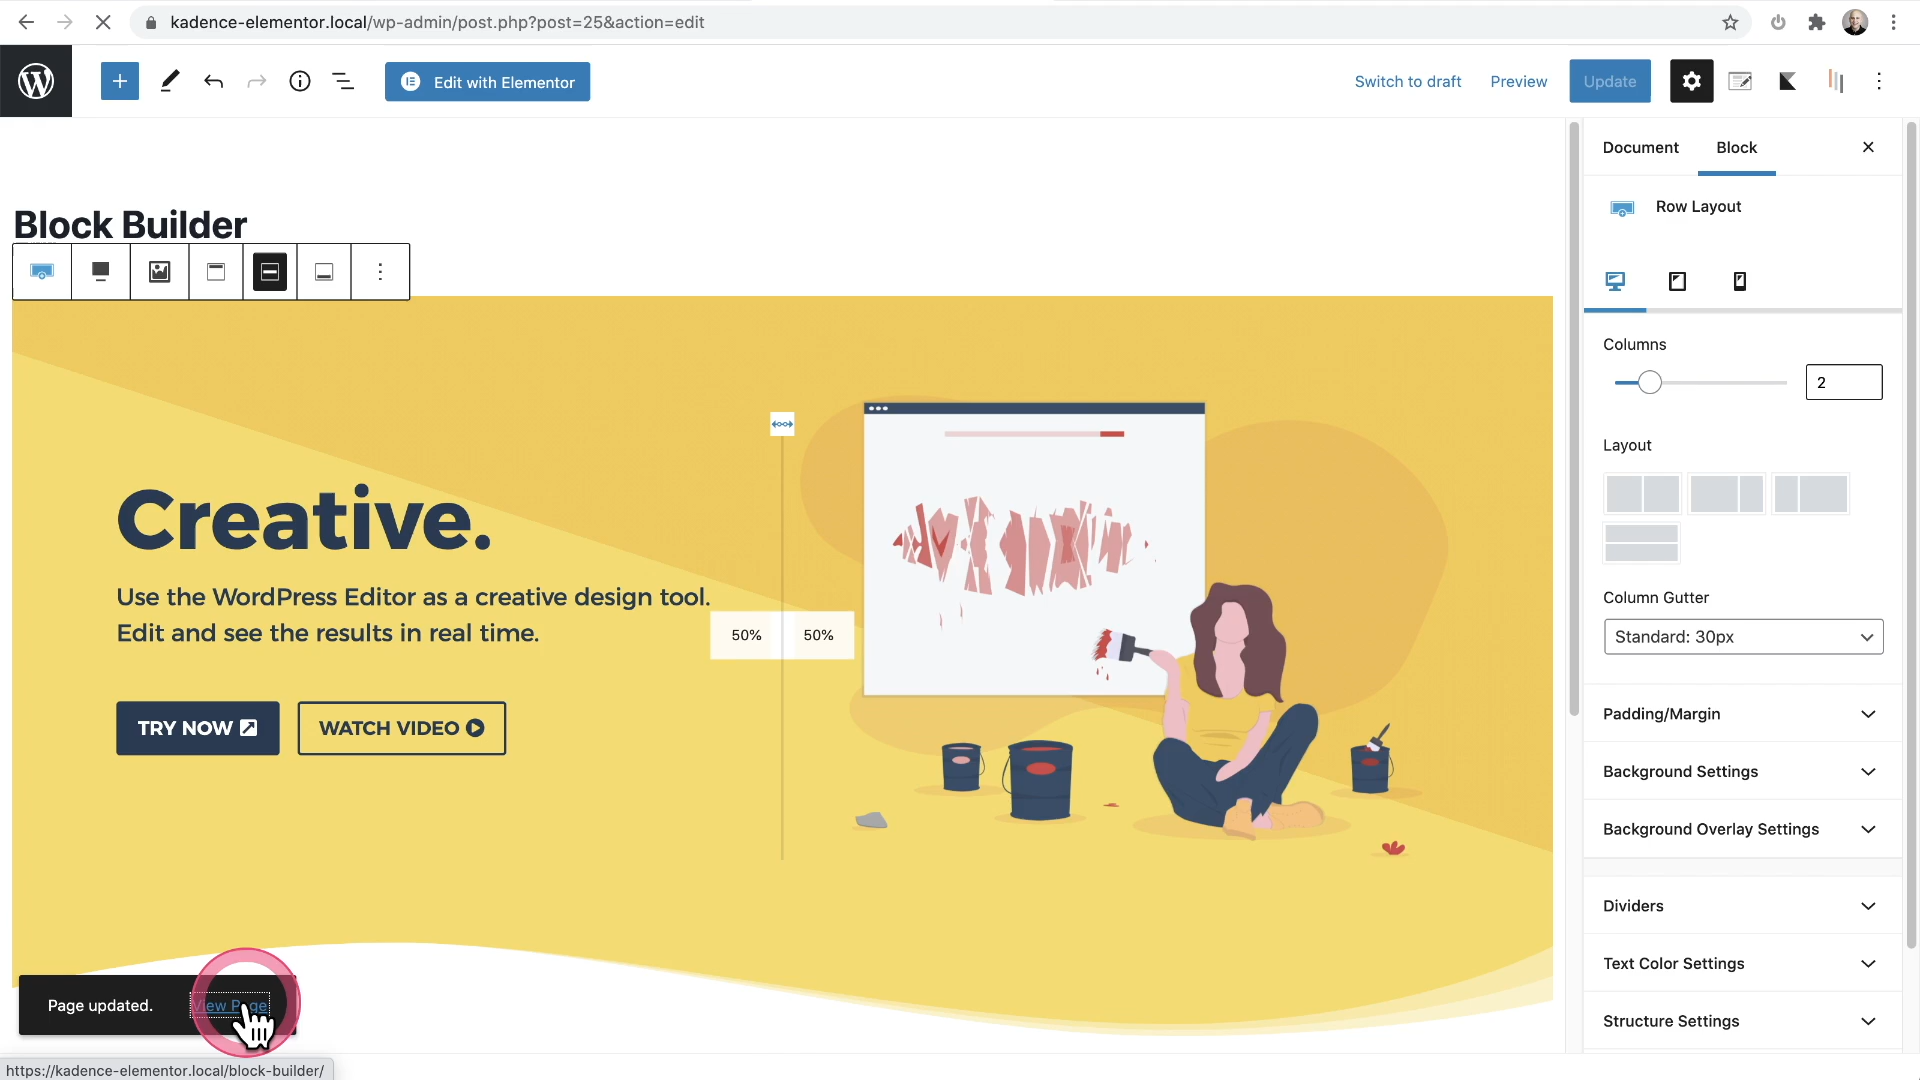 kadence-elementor.local/wp-admin/post.php?post=25&action=edit
Edit with Elementor
Switch to draft
Preview
Update
Document
Block
Row Layout
Block Builder
Columns
2
Layout
Creative.
Use the WordPress Editor as a creative design tool.
Edit and see the results in real time.
50%
50%
TRY NOW
WATCH VIDEO
Column Gutter
Standard: 30px
Padding/Margin
Background Settings
Background Overlay Settings
Dividers
Text Color Settings
Structure Settings
Page updated.
View Page
https://kadence-elementor.local/block-builder/